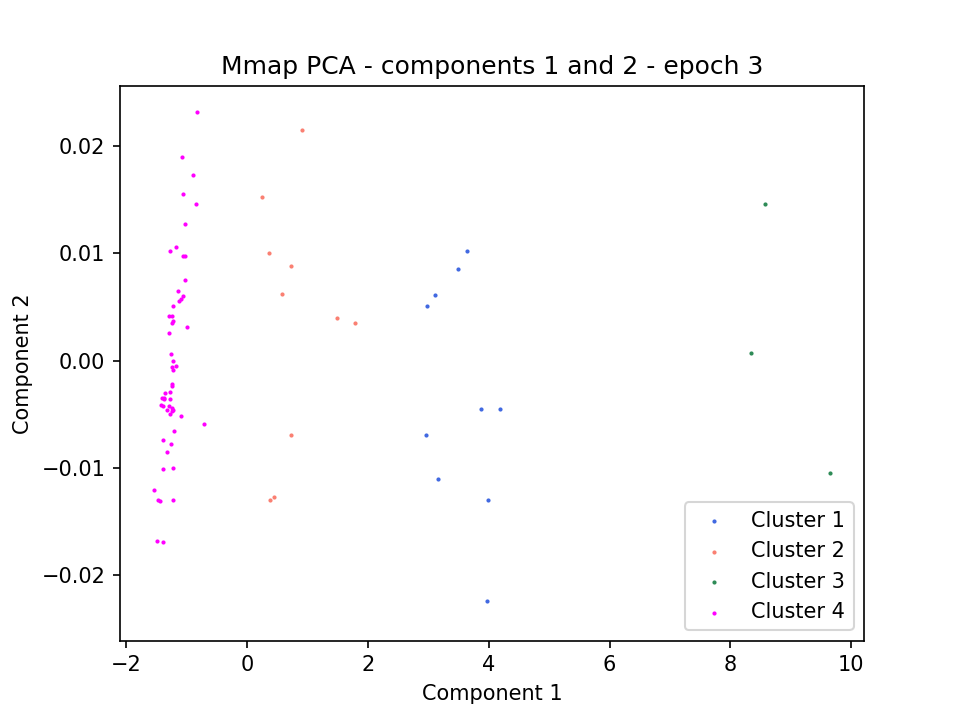 Mmap PCA - components 1 and 2 - epoch 3
0.02
0.01
0.00
−0.01
−0.02
Component 2
−2
0
2
4
6
8
10
Component 1
Cluster 1
Cluster 2
Cluster 3
Cluster 4